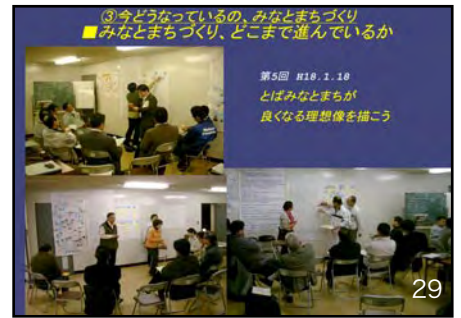 ③今どうなっているの、みなとまちづくり
■みなとまちづくり、どこまで進んでいるか
第5回 H18.1.18
とばみなとまちが
良くなる理想像を描こう
29